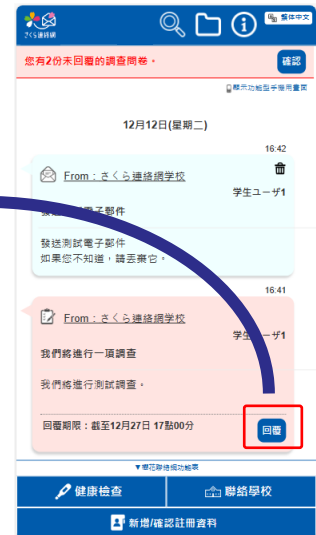 さくら連絡網
繁体中文
您有2份未回覆的調查問卷。
確認
顯示功能型手機用畫面
12月12日(星期二)
16:42
From：さくら連絡網学校
学生ユーザ1
發送測試電子郵件
發送測試電子郵件
如果您不知道，請丟棄它。
16:41
From：さくら連絡網学校
学生ユーザ1
我們將進行一項調查
我們將進行測試調查。
回覆期限：截至12月27日 17點00分
回覆
▼櫻花聯絡網功能表
健康檢查
聯絡學校
新增/確認註冊資料